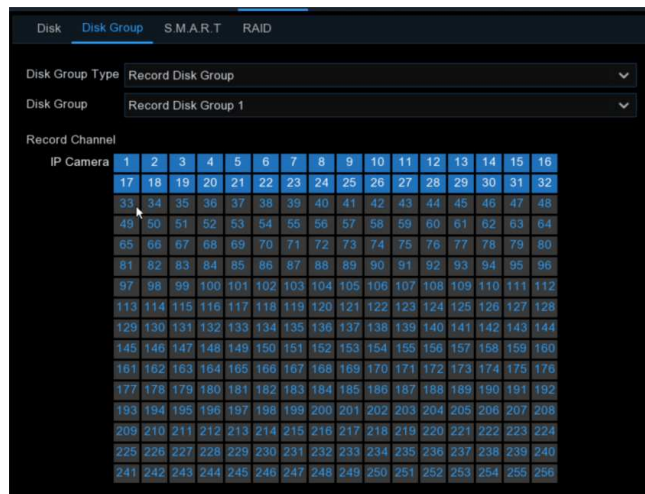 Disk Disk Group S.M.A.R.T RAID
Disk Group Type Record Disk Group
Disk Group Record Disk Group 1
Record Channel
IP Camera 1 2 3 4 5 6 7 8 9 10 11 12 13 14 15 16
17 18 19 20 21 22 23 24 25 26 27 28 29 30 31 32
33 34 35 36 37 38 39 40 41 42 43 44 45 46 47 48
49 50 51 52 53 54 55 56 57 58 59 60 61 62 63 64
65 66 67 68 69 70 71 72 73 74 75 76 77 78 79 80
81 82 83 84 85 86 87 88 89 90 91 92 93 94 95 96
97 98 99 100 101 102 103 104 105 106 107 108 109 110 111 112
113 114 115 116 117 118 119 120 121 122 123 124 125 126 127 128
129 130 131 132 133 134 135 136 137 138 139 140 141 142 143 144
145 146 147 148 149 150 151 152 153 154 155 156 157 158 159 160
161 162 163 164 165 166 167 168 169 170 171 172 173 174 175 176
177 178 179 180 181 182 183 184 185 186 187 188 189 190 191 192
193 194 195 196 197 198 199 200 201 202 203 204 205 206 207 208
209 210 211 212 213 214 215 216 217 218 219 220 221 222 223 224
225 226 227 228 229 230 231 232 233 234 235 236 237 238 239 240
241 242 243 244 245 246 247 248 249 250 251 252 253 254 255 256